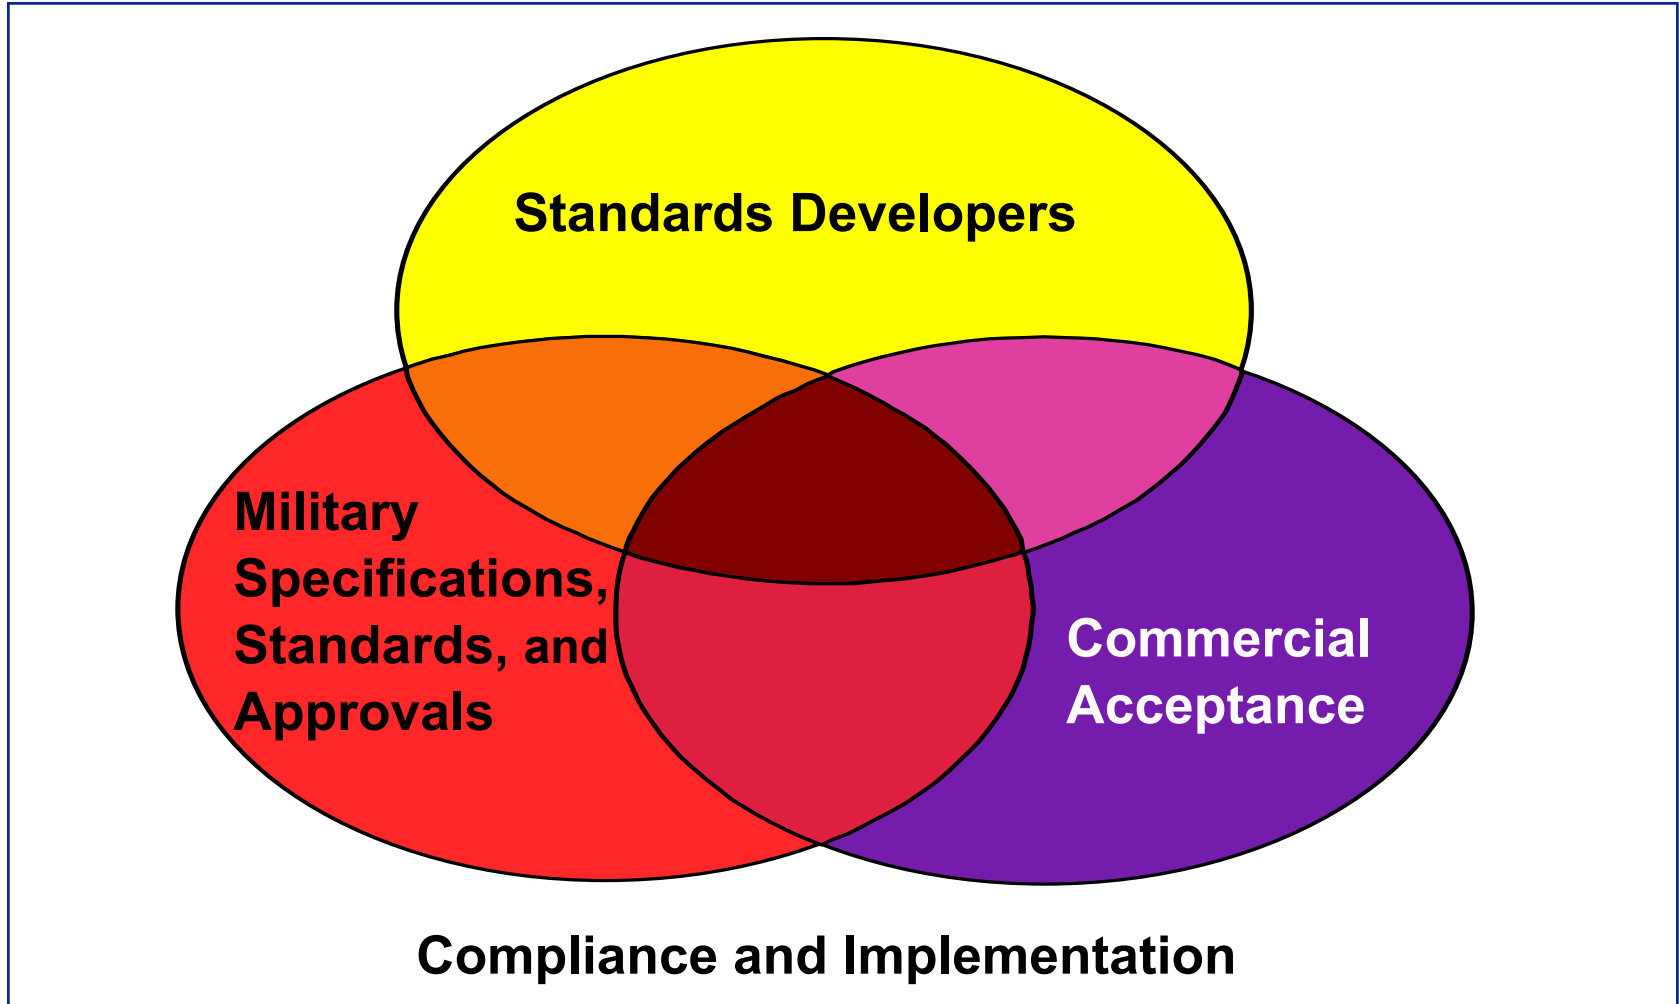 Standards Developers
Military
Specifications,
Standards, and
Approvals
Commercial
Acceptance
Compliance and Implementation